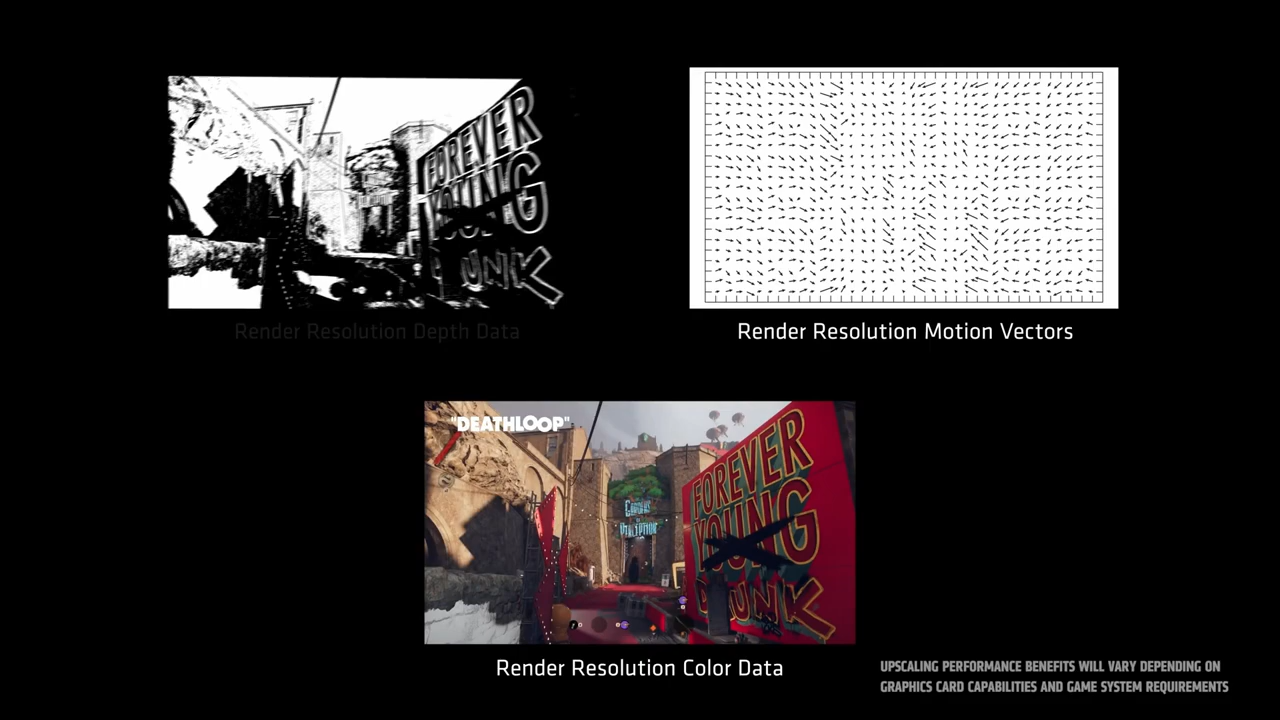 FOREVER
YOUNG
UNK
Render Resolution Depth Data
Render Resolution Motion Vectors
"DEATHLOOP"
FOREVER
YOUNG
DRUNK
Render Resolution Color Data
UPSCALING PERFORMANCE BENEFITS WILL VARY DEPENDING ON
GRAPHICS CARD CAPABILITIES AND GAME SYSTEM REQUIREMENTS